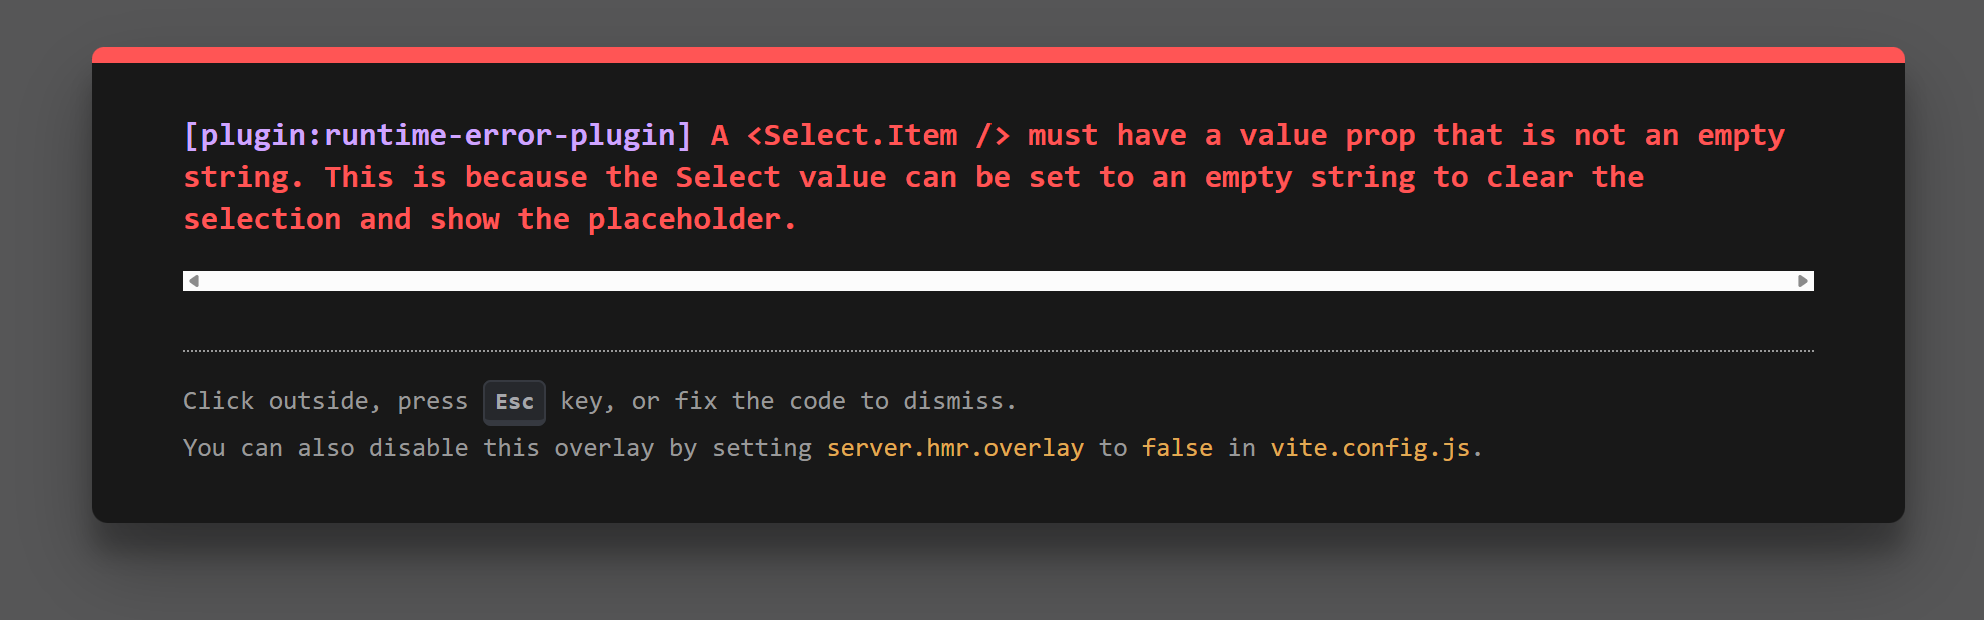 [plugin:runtime-error-plugin] A <Select.Item /> must have a value prop that is not an empty
string. This is because the Select value can be set to an empty string to clear the
selection and show the placeholder.
Click outside, press Esc key, or fix the code to dismiss.
You can also disable this overlay by setting server.hmr.overlay to false in vite.config.js.